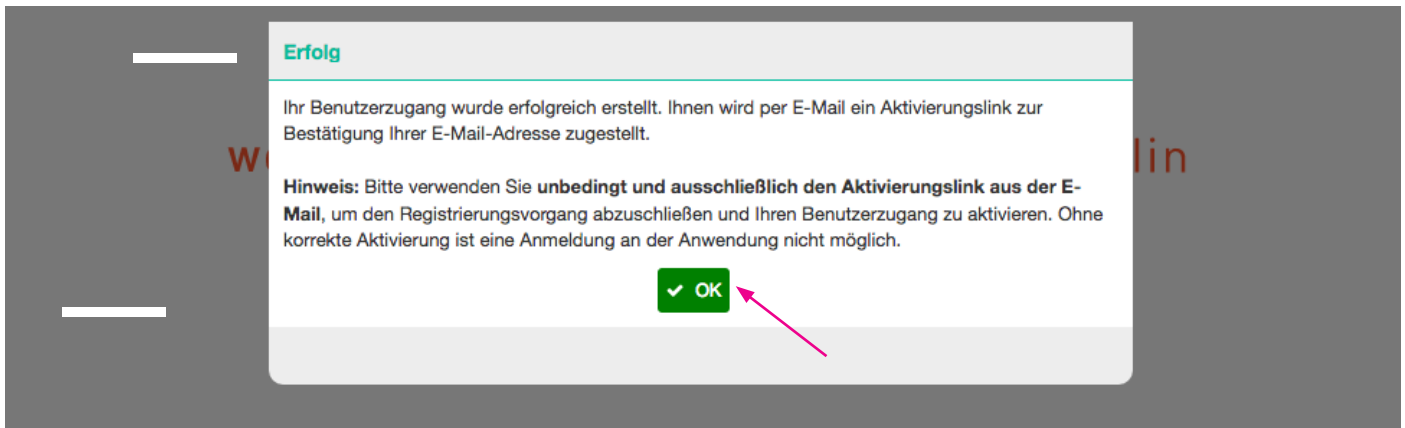 Erfolg
Ihr Benutzerzugang wurde erfolgreich erstellt. Ihnen wird per E-Mail ein Aktivierungslink zur
Bestätigung Ihrer E-Mail-Adresse zugestellt.
Hinweis: Bitte verwenden Sie unbedingt und ausschließlich den Aktivierungslink aus der E-
Mail, um den Registrierungsvorgang abzuschließen und Ihren Benutzerzugang zu aktivieren. Ohne
korrekte Aktivierung ist eine Anmeldung an der Anwendung nicht möglich.
OK